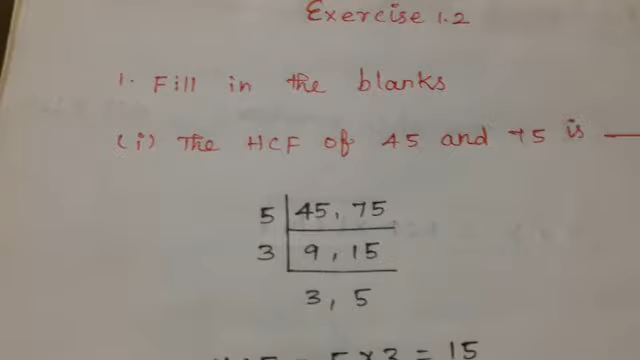 Exercise 1.2
1. Fill in the blanks
(i) The HCF of 45 and 75 is —
5 | 45, 75
3 | 9, 15
3, 5
= 15